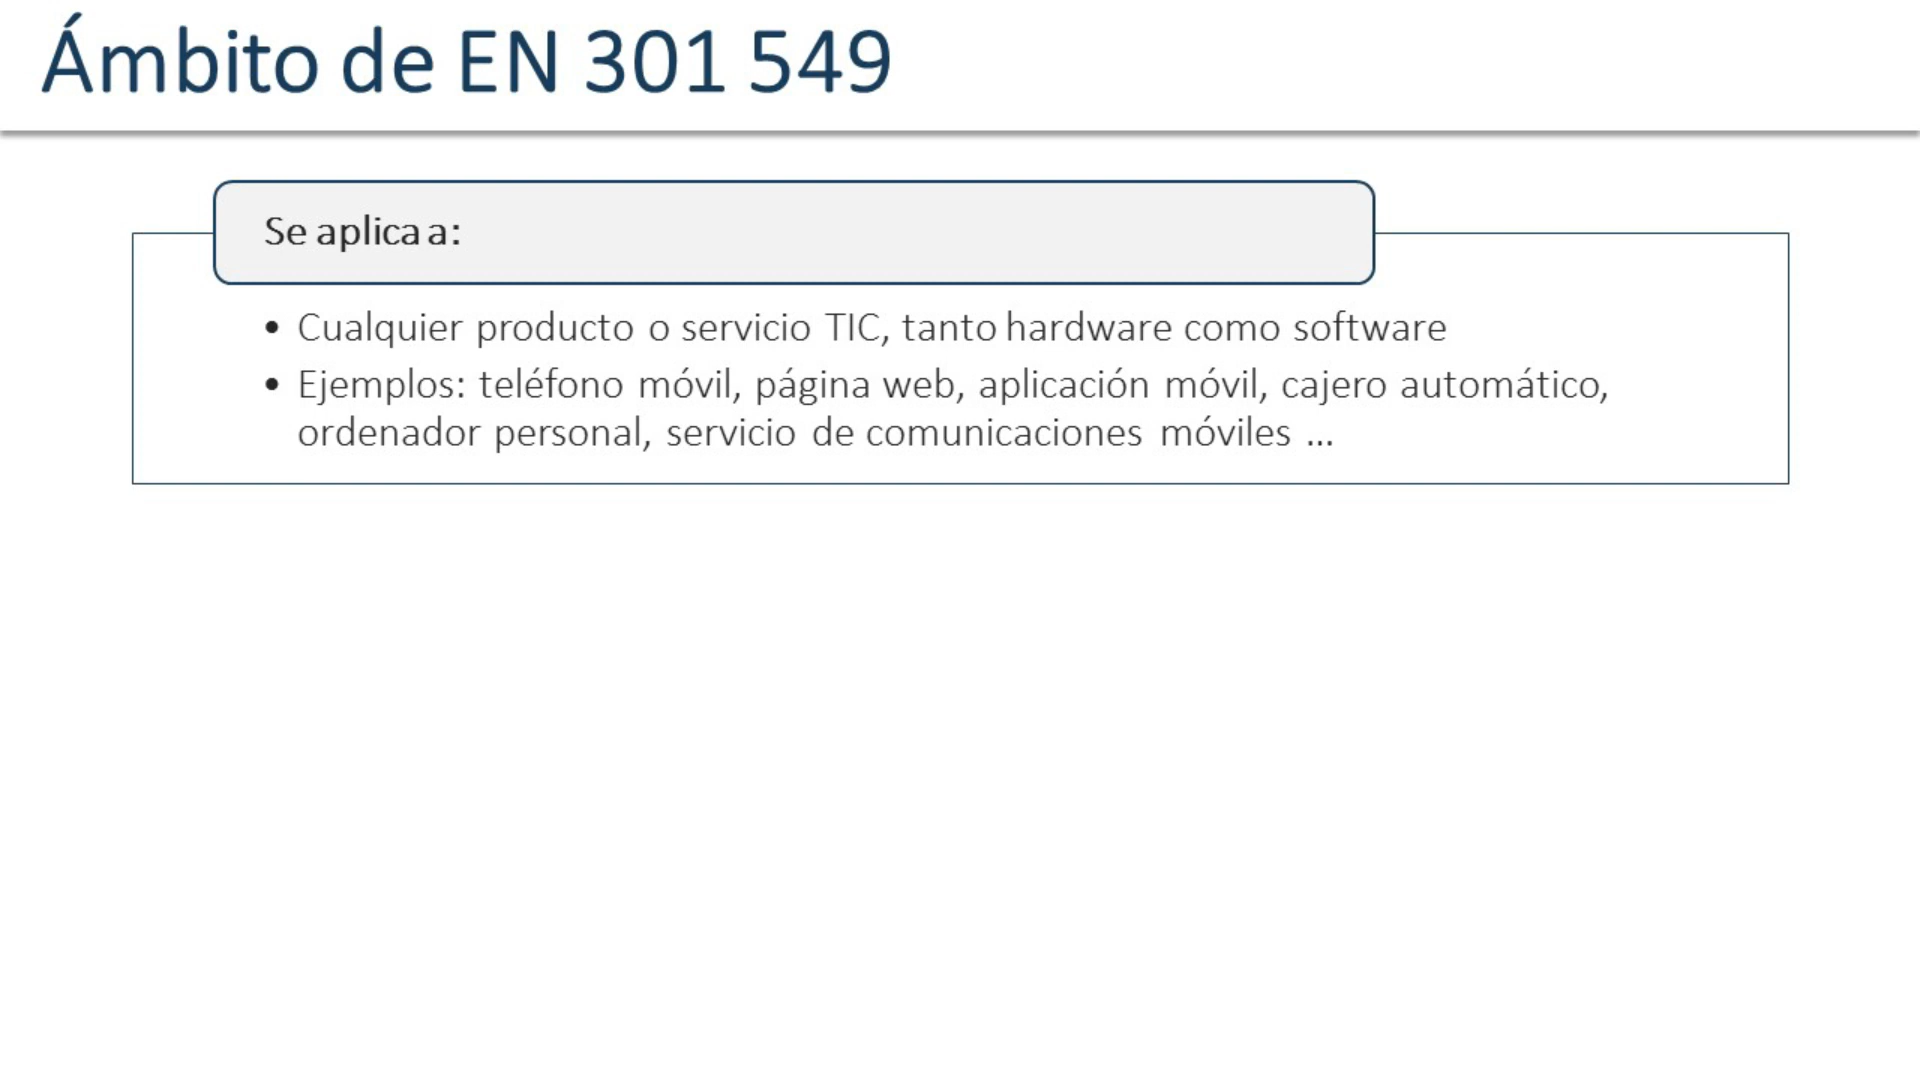 Ámbito de EN 301 549
Se aplica a:
• Cualquier producto o servicio TIC, tanto hardware como software
• Ejemplos: teléfono móvil, página web, aplicación móvil, cajero automático,
ordenador personal, servicio de comunicaciones móviles ...